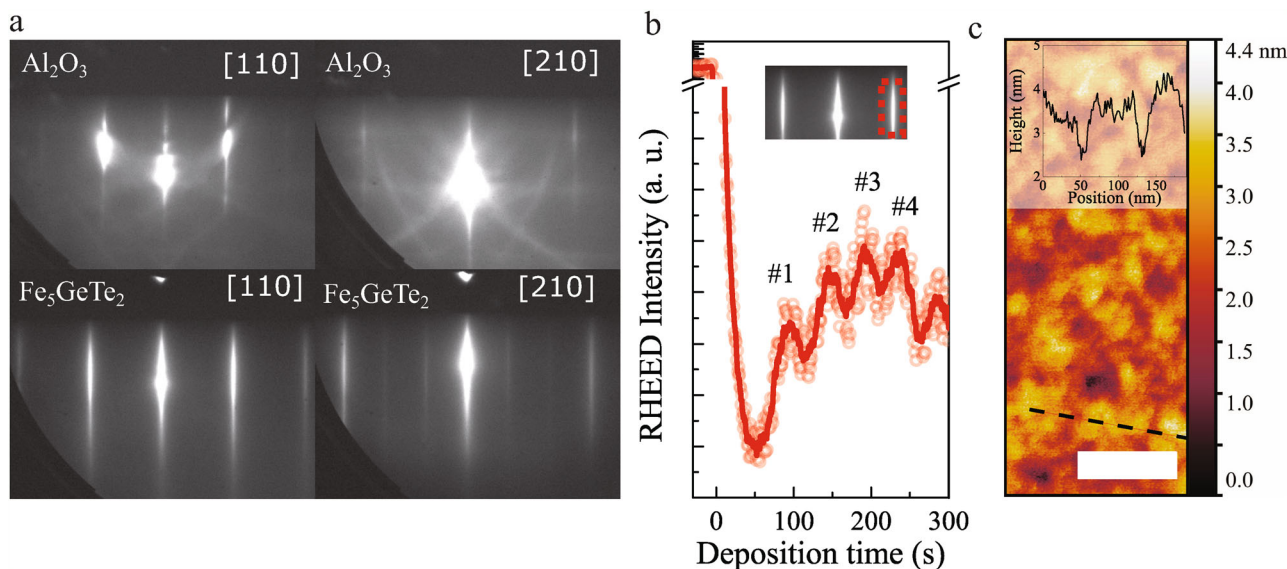 a
Al₂O₃
[110]
Al₂O₃
[210]
Fe₅GeTe₂
[110]
Fe₅GeTe₂
[210]
b
RHEED Intensity (a. u.)
#1
#2
#3
#4
0
100
200
300
Deposition time (s)
c
5
4
3
2
Height (nm)
0
50
100
150
Position (nm)
4.4 nm
4.0
4.5
3.0
2.5
2.0
1.5
1.0
0.0